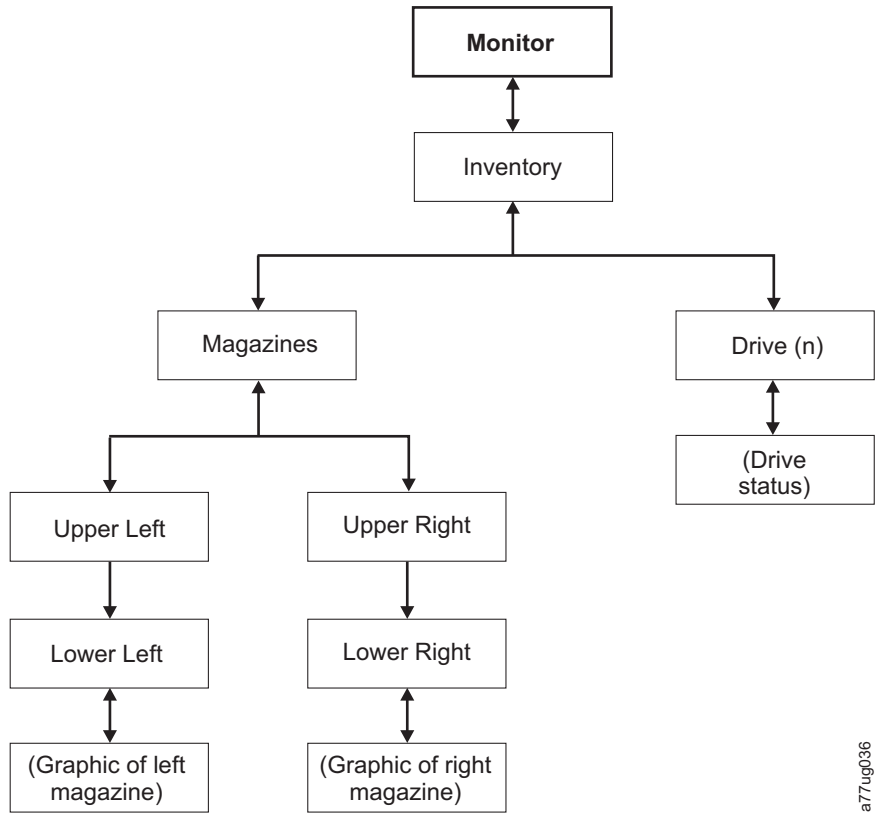 Monitor
Inventory
Magazines
Drive (n)
(Drive
status)
Upper Left
Upper Right
Lower Left
Lower Right
(Graphic of left
magazine)
(Graphic of right
magazine)
a77ug036